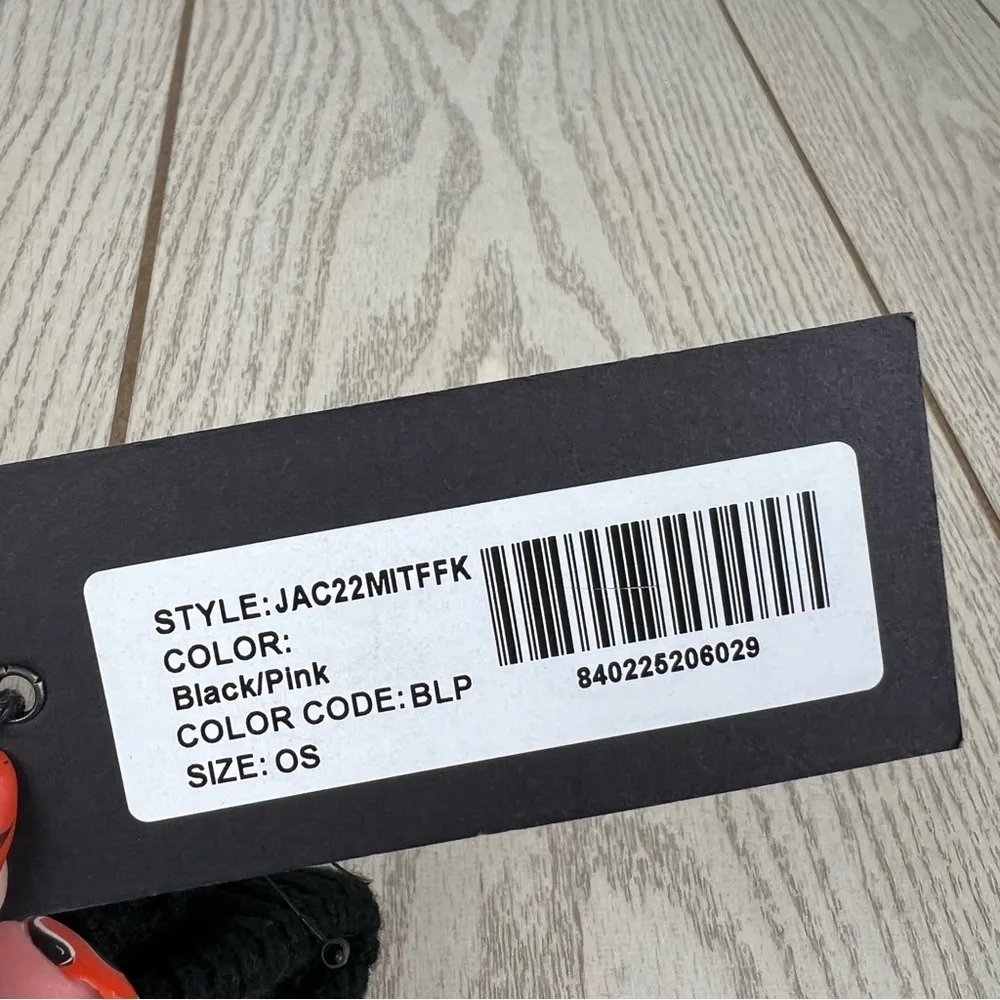 STYLE: JAC22MITFFK
COLOR:
Black/Pink
COLOR CODE: BLP
SIZE: OS
840225206029